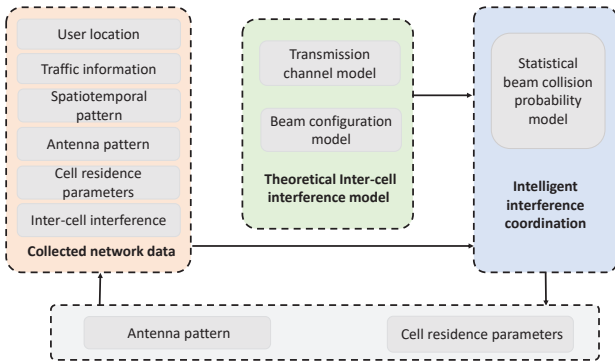 User location
Traffic information
Spatiotemporal
pattern
Antenna pattern
Cell residence
parameters
Inter-cell interference
Collected network data
Transmission
channel model
Beam configuration
model
Theoretical Inter-cell
interference model
Statistical
beam collision
probability
model
Intelligent
interference
coordination
Antenna pattern
Cell residence parameters